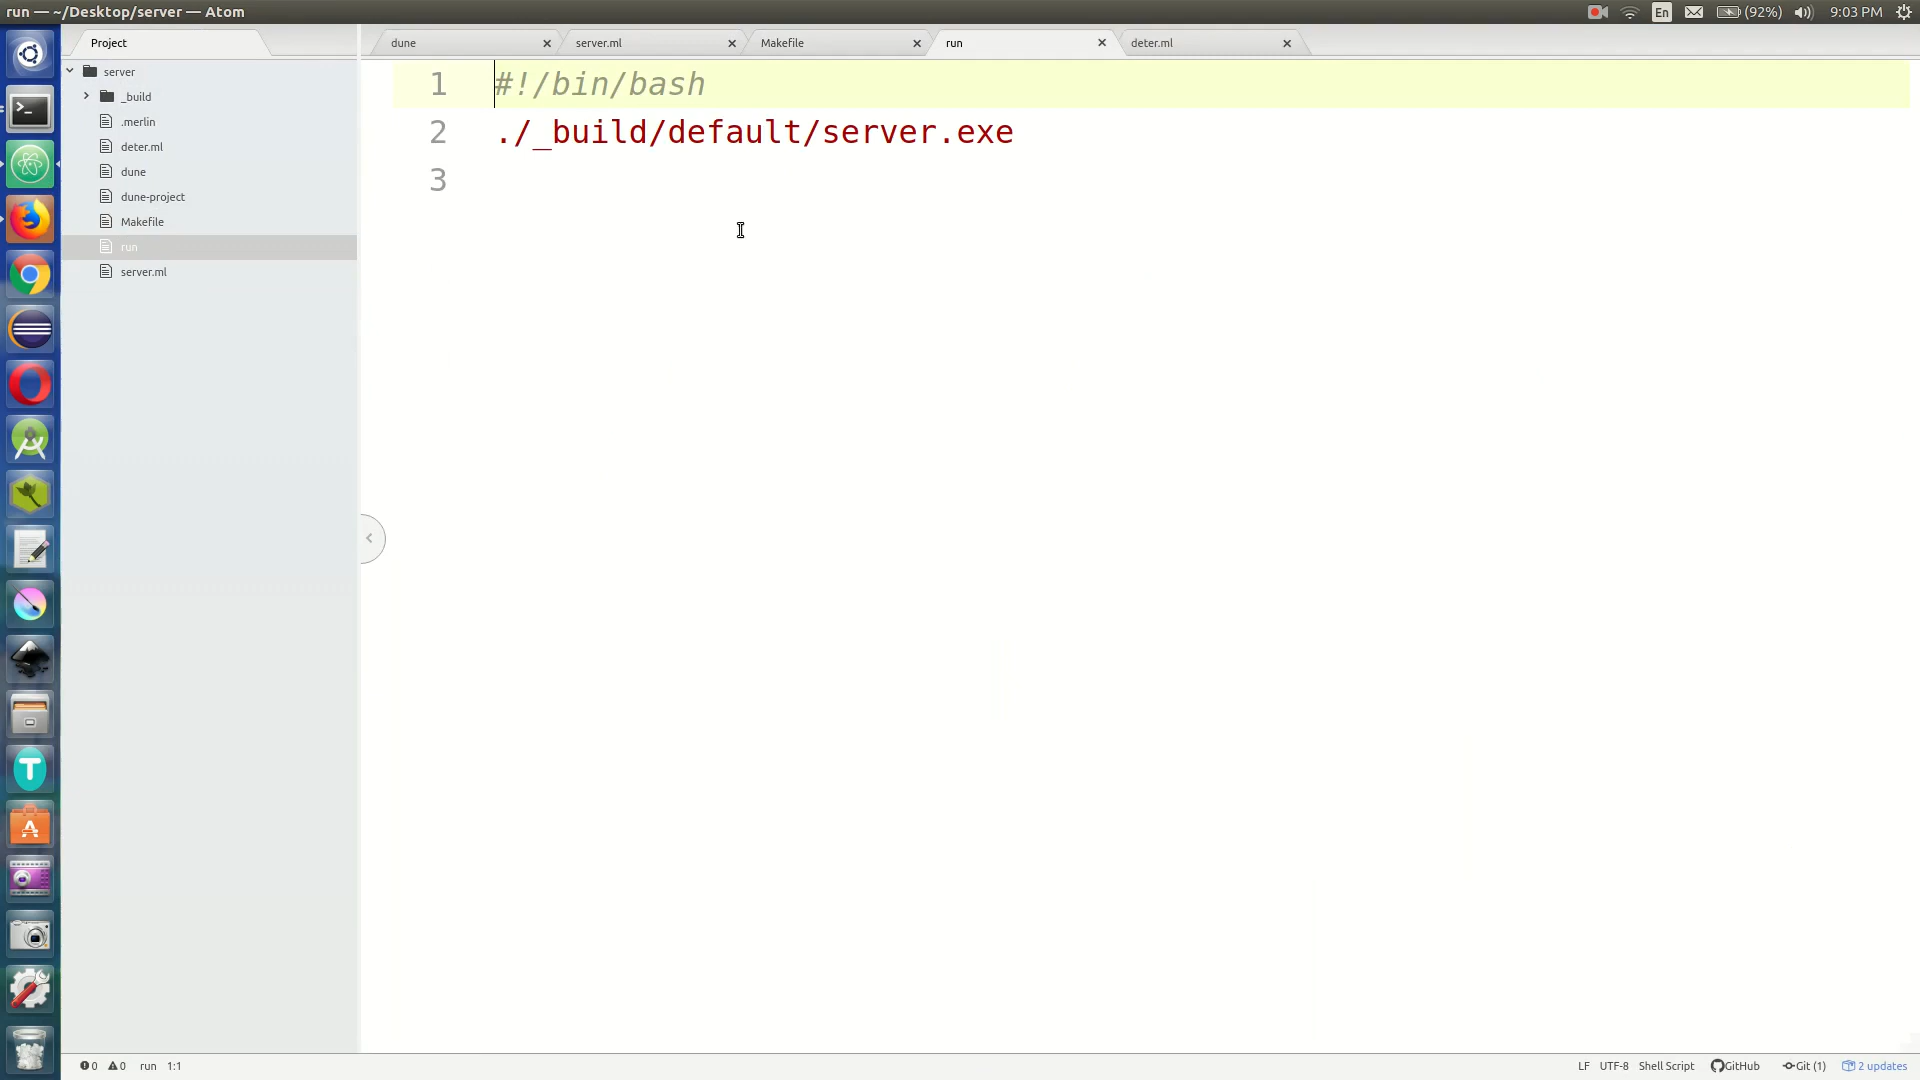 run — ~/Desktop/server — Atom
En
(92%)
9:03 PM
Project
dune
server.ml
Makefile
run
deter.ml
server
_build
.merlin
deter.ml
dune
dune-project
Makefile
run
server.ml
1 #!/bin/bash
2 ./_build/default/server.exe
3
0 0 run 1:1
LF UTF-8 Shell Script GitHub Git (1) 2 updates